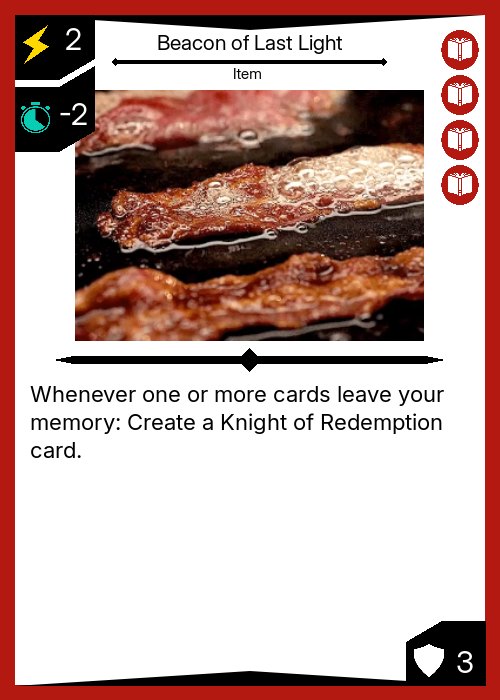 2
Beacon of Last Light
Item
-2
Whenever one or more cards leave your
memory: Create a Knight of Redemption
card.
3